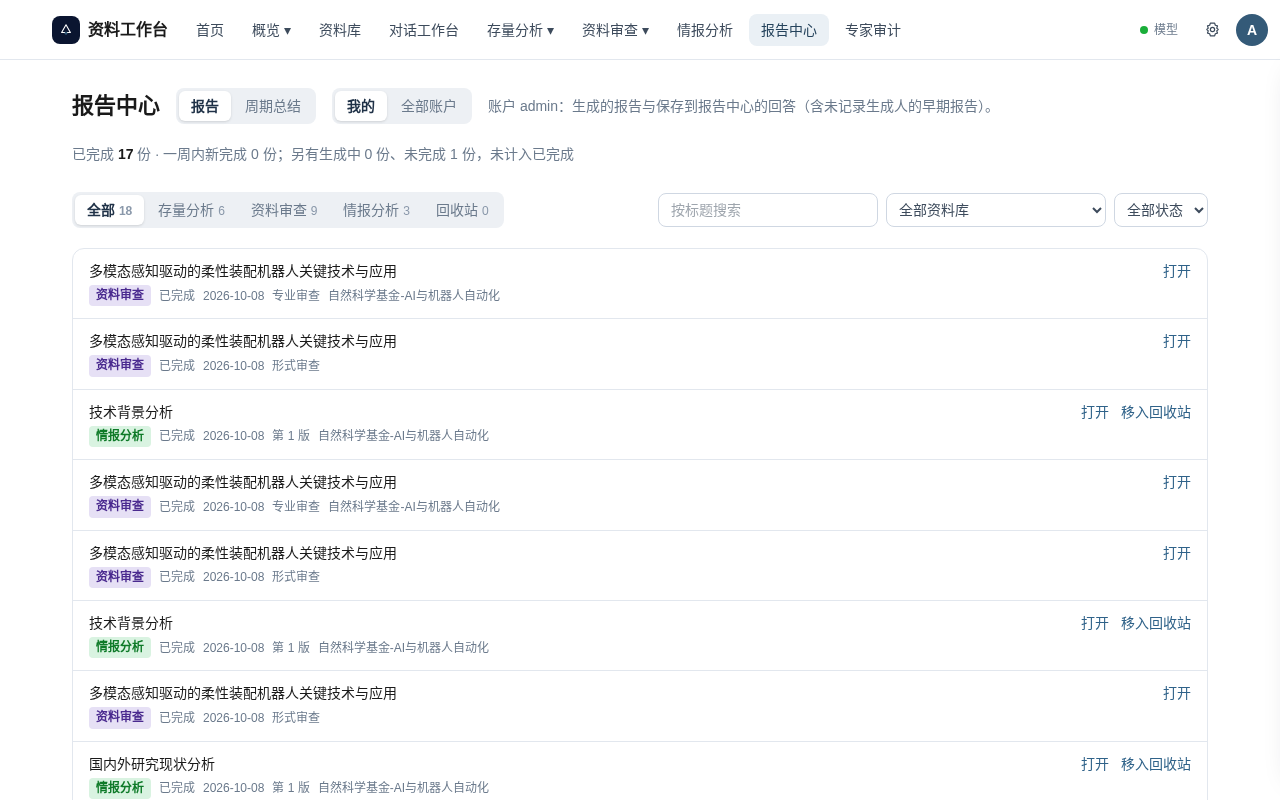 资料工作台 首页 概览 ▾ 资料库 对话工作台 存量分析 ▾ 资料审查 ▾ 情报分析 报告中心 专家审计 模型 A
报告中心 报告 周期总结 我的 全部账户 账户 admin：生成的报告与保存到报告中心的回答（含未记录生成人的早期报告）。
已完成 17 份 · 一周内新完成 0 份；另有生成中 0 份、未完成 1 份，未计入已完成
全部 18 存量分析 6 资料审查 9 情报分析 3 回收站 0 按标题搜索 全部资料库 全部状态
多模态感知驱动的柔性装配机器人关键技术与应用 打开
资料审查 已完成 2026-10-08 专业审查 自然科学基金-AI与机器人自动化
多模态感知驱动的柔性装配机器人关键技术与应用 打开
资料审查 已完成 2026-10-08 形式审查
技术背景分析 打开 移入回收站
情报分析 已完成 2026-10-08 第 1 版 自然科学基金-AI与机器人自动化
多模态感知驱动的柔性装配机器人关键技术与应用 打开
资料审查 已完成 2026-10-08 专业审查 自然科学基金-AI与机器人自动化
多模态感知驱动的柔性装配机器人关键技术与应用 打开
资料审查 已完成 2026-10-08 形式审查
技术背景分析 打开 移入回收站
情报分析 已完成 2026-10-08 第 1 版 自然科学基金-AI与机器人自动化
多模态感知驱动的柔性装配机器人关键技术与应用 打开
资料审查 已完成 2026-10-08 形式审查
国内外研究现状分析 打开 移入回收站
情报分析 已完成 2026-10-08 第 1 版 自然科学基金-AI与机器人自动化